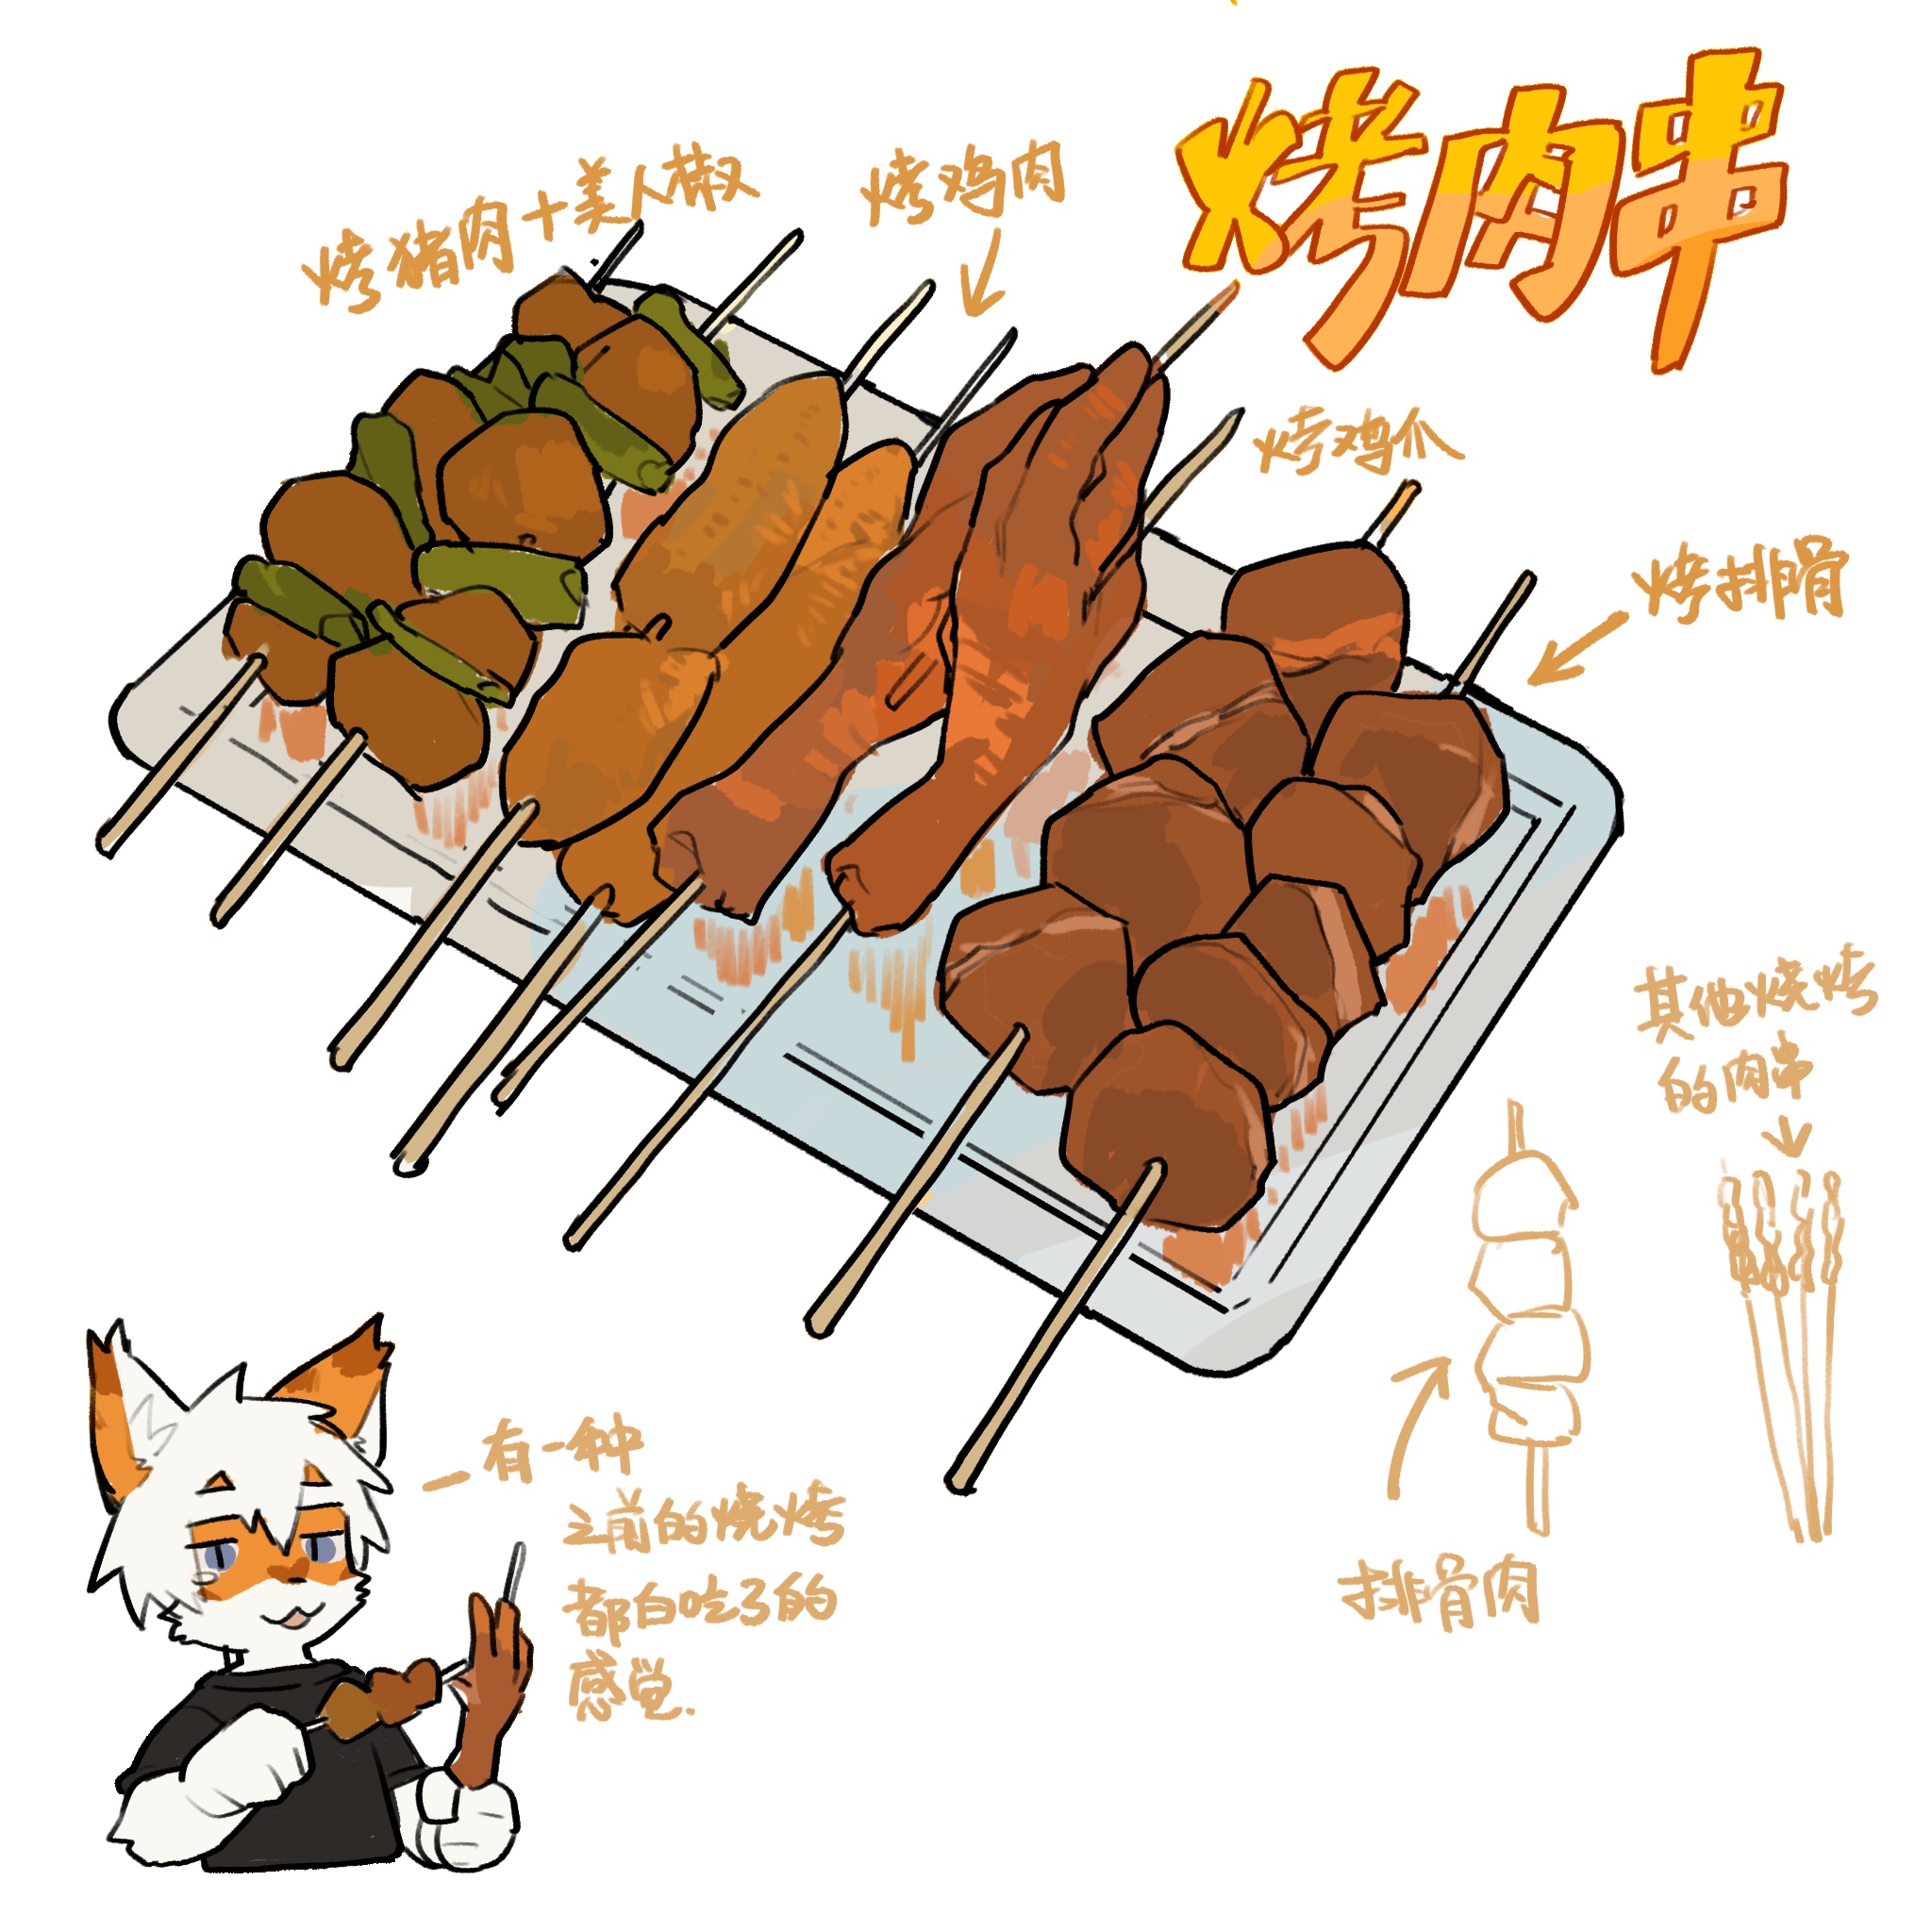 烤肉串
烤猪肉+美人椒
烤鸡肉
烤鸡爪
烤排骨
其他烧烤
的肉串
排骨肉
有一种
之前的烧烤
都白吃了的
感觉.